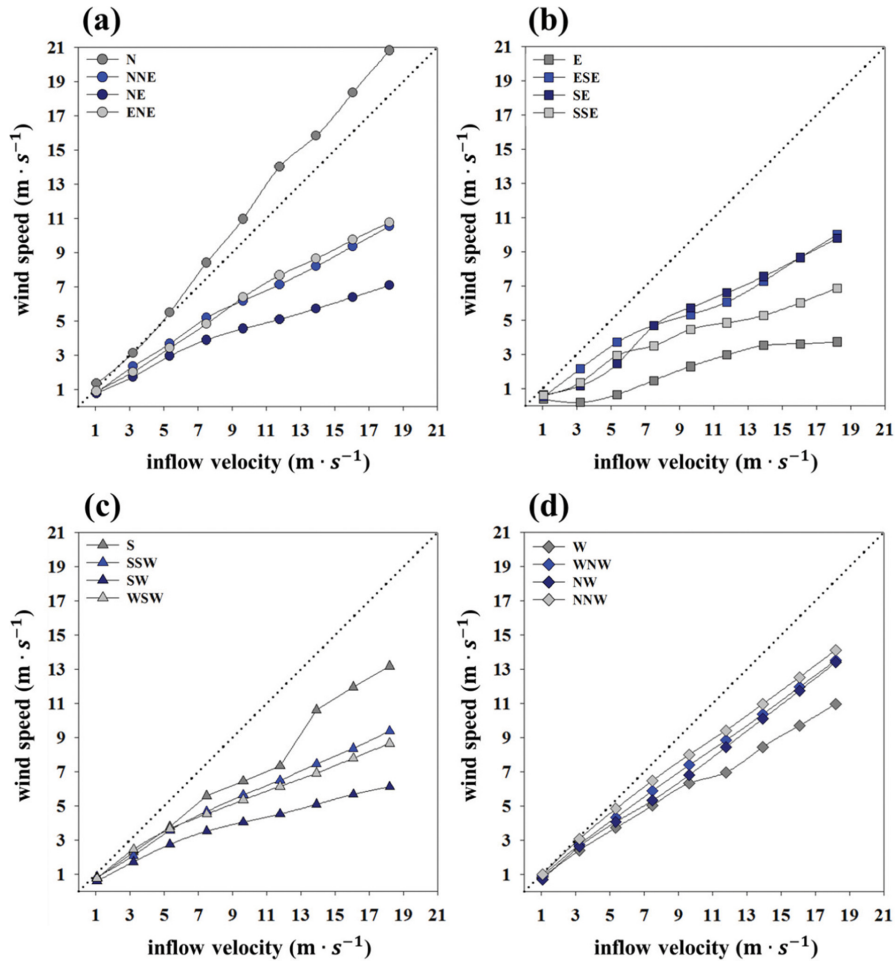 (a)
21
19
17
15
13
11
9
7
5
3
1
wind speed (m · s⁻¹)
N
NNE
NE
ENE
1 3 5 7 9 11 13 15 17 19 21
inflow velocity (m · s⁻¹)
(b)
21
19
17
15
13
11
9
7
5
3
1
wind speed (m · s⁻¹)
E
ESE
SE
SSE
1 3 5 7 9 11 13 15 17 19 21
inflow velocity (m · s⁻¹)
(c)
21
19
17
15
13
11
9
7
5
3
1
wind speed (m · s⁻¹)
S
SSW
SW
WSW
1 3 5 7 9 11 13 15 17 19 21
inflow velocity (m · s⁻¹)
(d)
21
19
17
15
13
11
9
7
5
3
1
wind speed (m · s⁻¹)
W
WNW
NW
NNW
1 3 5 7 9 11 13 15 17 19 21
inflow velocity (m · s⁻¹)